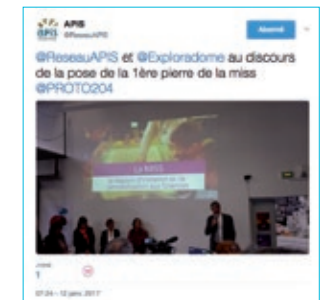 APIS
@ReseauAPIS
Abonné
@ReseauAPIS et @Exploradome au discours
de la pose de la 1ère pierre de la miss
@PROTO204
La MISS
1
07:24 - 12 janv. 2017